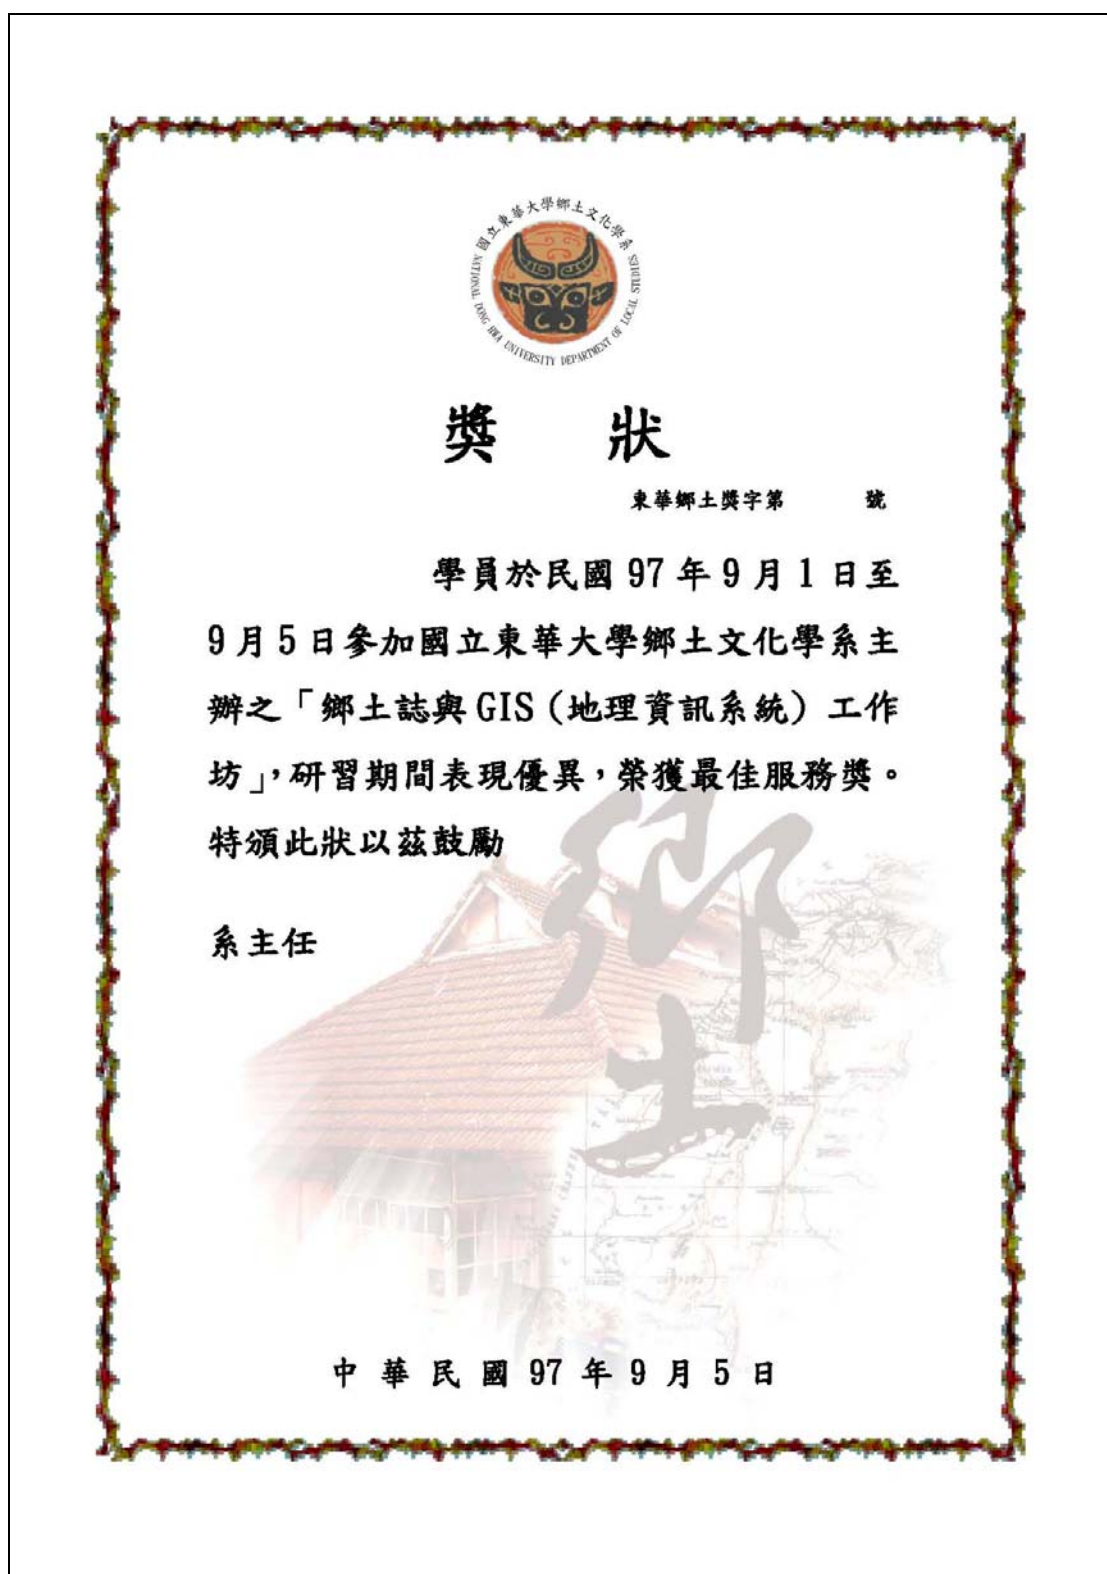 國立東華大學鄉土文化學系
NATIONAL DONG HWA UNIVERSITY DEPARTMENT OF LOCAL STUDIES
獎 狀
東華鄉土獎字第 號
學員於民國 97 年 9 月 1 日至
9 月 5 日參加國立東華大學鄉土文化學系主
辦之「鄉土誌與 GIS（地理資訊系統）工作
坊」，研習期間表現優異，榮獲最佳服務獎。
特頒此狀以茲鼓勵
系主任
鄉土
中 華 民 國 97 年 9 月 5 日